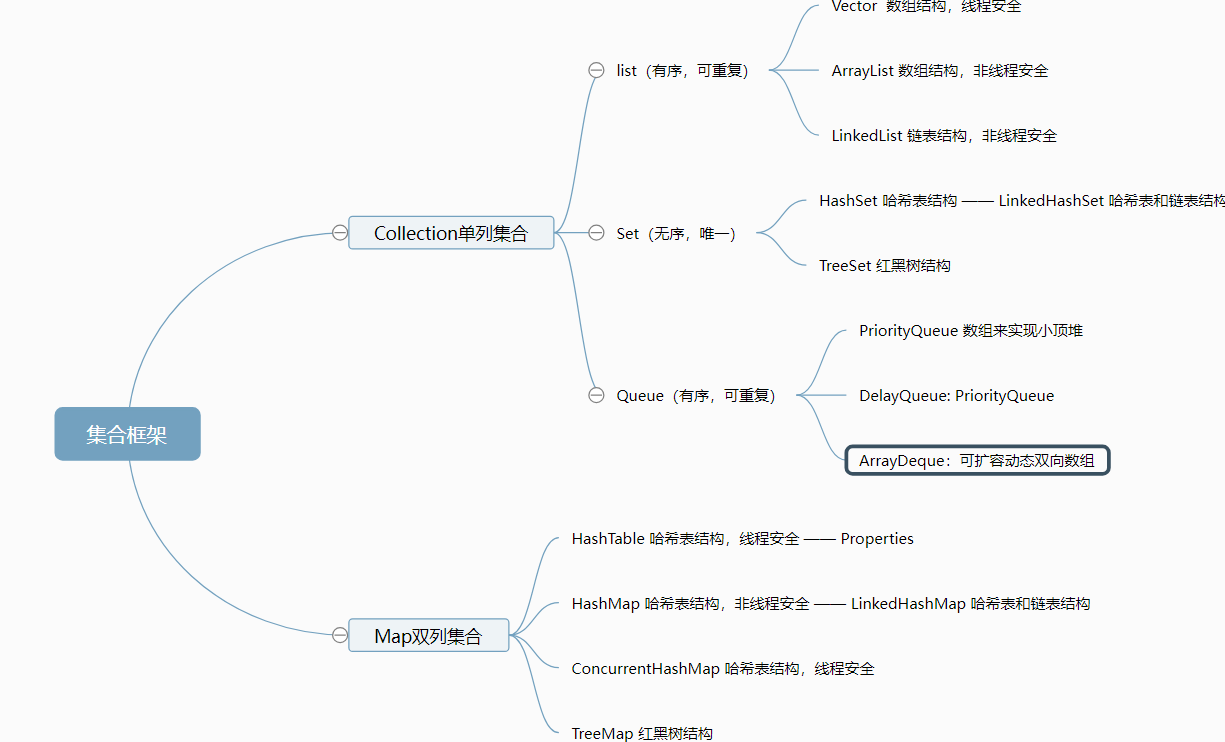 集合框架
Collection单列集合
list（有序，可重复）
Vector 数组结构，线程安全
ArrayList 数组结构，非线程安全
LinkedList 链表结构，非线程安全
Set（无序，唯一）
HashSet 哈希表结构 —— LinkedHashSet 哈希表和链表结构
TreeSet 红黑树结构
Queue（有序，可重复）
PriorityQueue 数组来实现小顶堆
DelayQueue: PriorityQueue
ArrayDeque：可扩容动态双向数组
Map双列集合
HashTable 哈希表结构，线程安全 —— Properties
HashMap 哈希表结构，非线程安全 —— LinkedHashMap 哈希表和链表结构
ConcurrentHashMap 哈希表结构，线程安全
TreeMap 红黑树结构